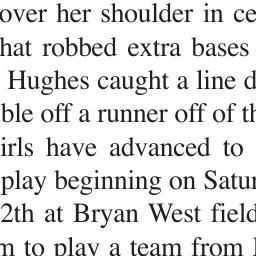 over her shoulder in ce
hat robbed extra bases
Hughes caught a line d
ble off a runner off of th
irls have advanced to
play beginning on Satur
2th at Bryan West field
m to play a team from